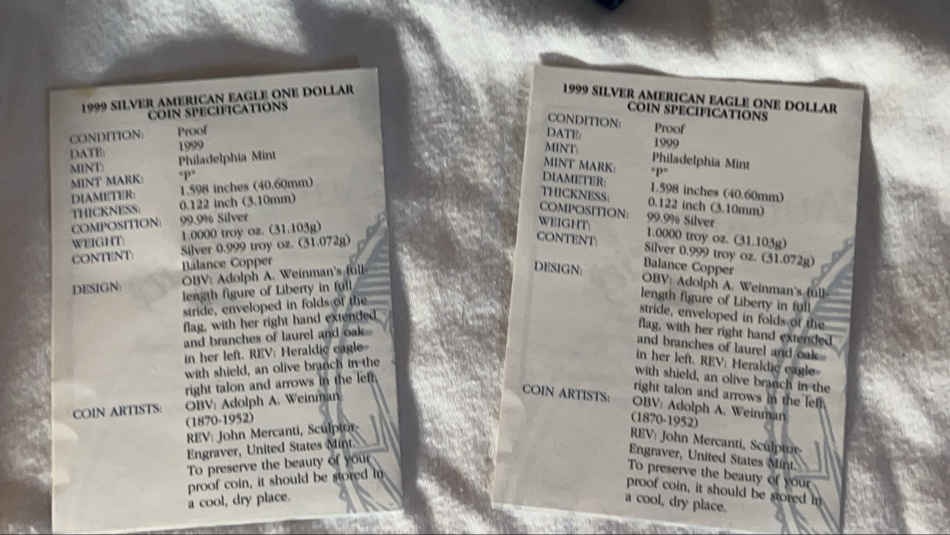 1999 SILVER AMERICAN EAGLE ONE DOLLAR
COIN SPECIFICATIONS
CONDITION: Proof
DATE: 1999
MINT: Philadelphia Mint
MINT MARK: "P"
DIAMETER: 1.598 inches (40.60mm)
THICKNESS: 0.122 inch (3.10mm)
COMPOSITION: 99.9% Silver
WEIGHT: 1.0000 troy oz. (31.103g)
CONTENT: Silver 0.999 troy oz. (31.072g)
Balance Copper
DESIGN: OBV: Adolph A. Weinman's full-
length figure of Liberty in full
stride, enveloped in folds of the
flag, with her right hand extended
and branches of laurel and oak
in her left. REV: Heraldic eagle
with shield, an olive branch in the
right talon and arrows in the left.
COIN ARTISTS: OBV: Adolph A. Weinman
(1870-1952)
REV: John Mercanti, Sculptor-
Engraver, United States Mint.
To preserve the beauty of your
proof coin, it should be stored in
a cool, dry place.
1999 SILVER AMERICAN EAGLE ONE DOLLAR
COIN SPECIFICATIONS
CONDITION: Proof
DATE: 1999
MINT: Philadelphia Mint
MINT MARK: "P"
DIAMETER: 1.598 inches (40.60mm)
THICKNESS: 0.122 inch (3.10mm)
COMPOSITION: 99.9% Silver
WEIGHT: 1.0000 troy oz. (31.103g)
CONTENT: Silver 0.999 troy oz. (31.072g)
Balance Copper
DESIGN: OBV: Adolph A. Weinman's full-
length figure of Liberty in full
stride, enveloped in folds of the
flag, with her right hand extended
and branches of laurel and oak
in her left. REV: Heraldic eagle
with shield, an olive branch in the
right talon and arrows in the left.
COIN ARTISTS: OBV: Adolph A. Weinman
(1870-1952)
REV: John Mercanti, Sculptor-
Engraver, United States Mint.
To preserve the beauty of your
proof coin, it should be stored in
a cool, dry place.